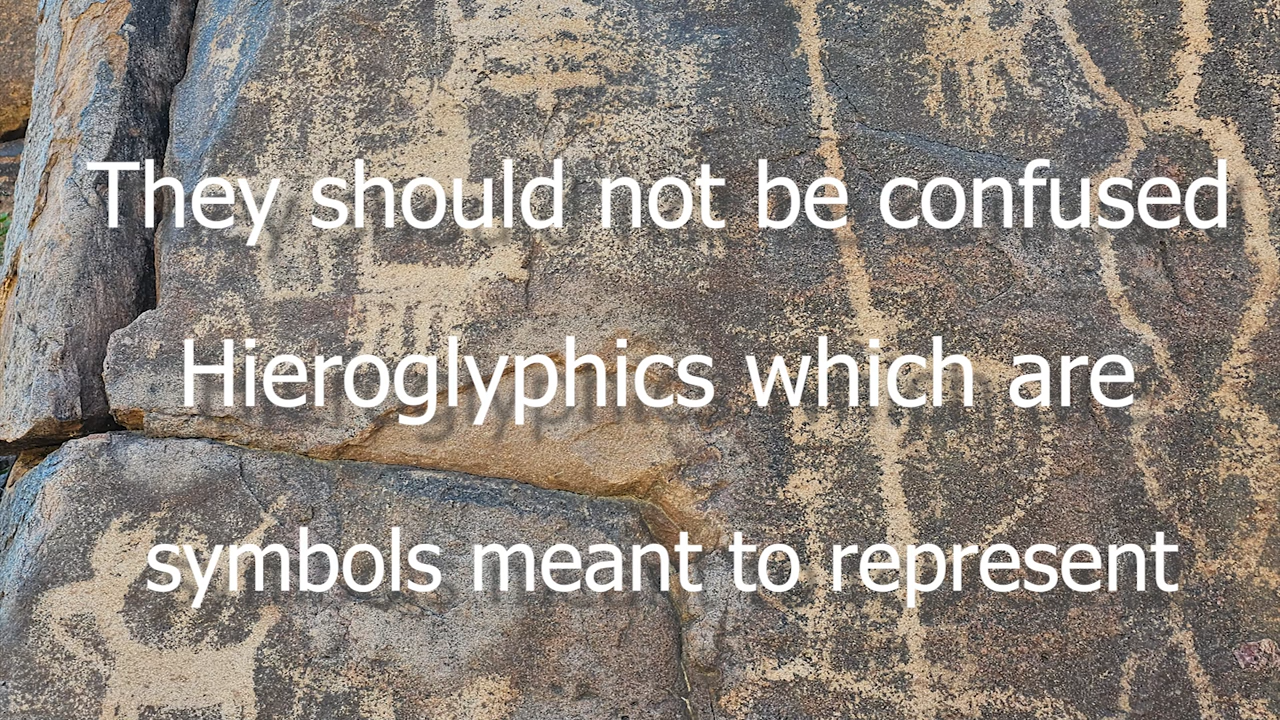 They should not be confused
Hieroglyphics which are
symbols meant to represent